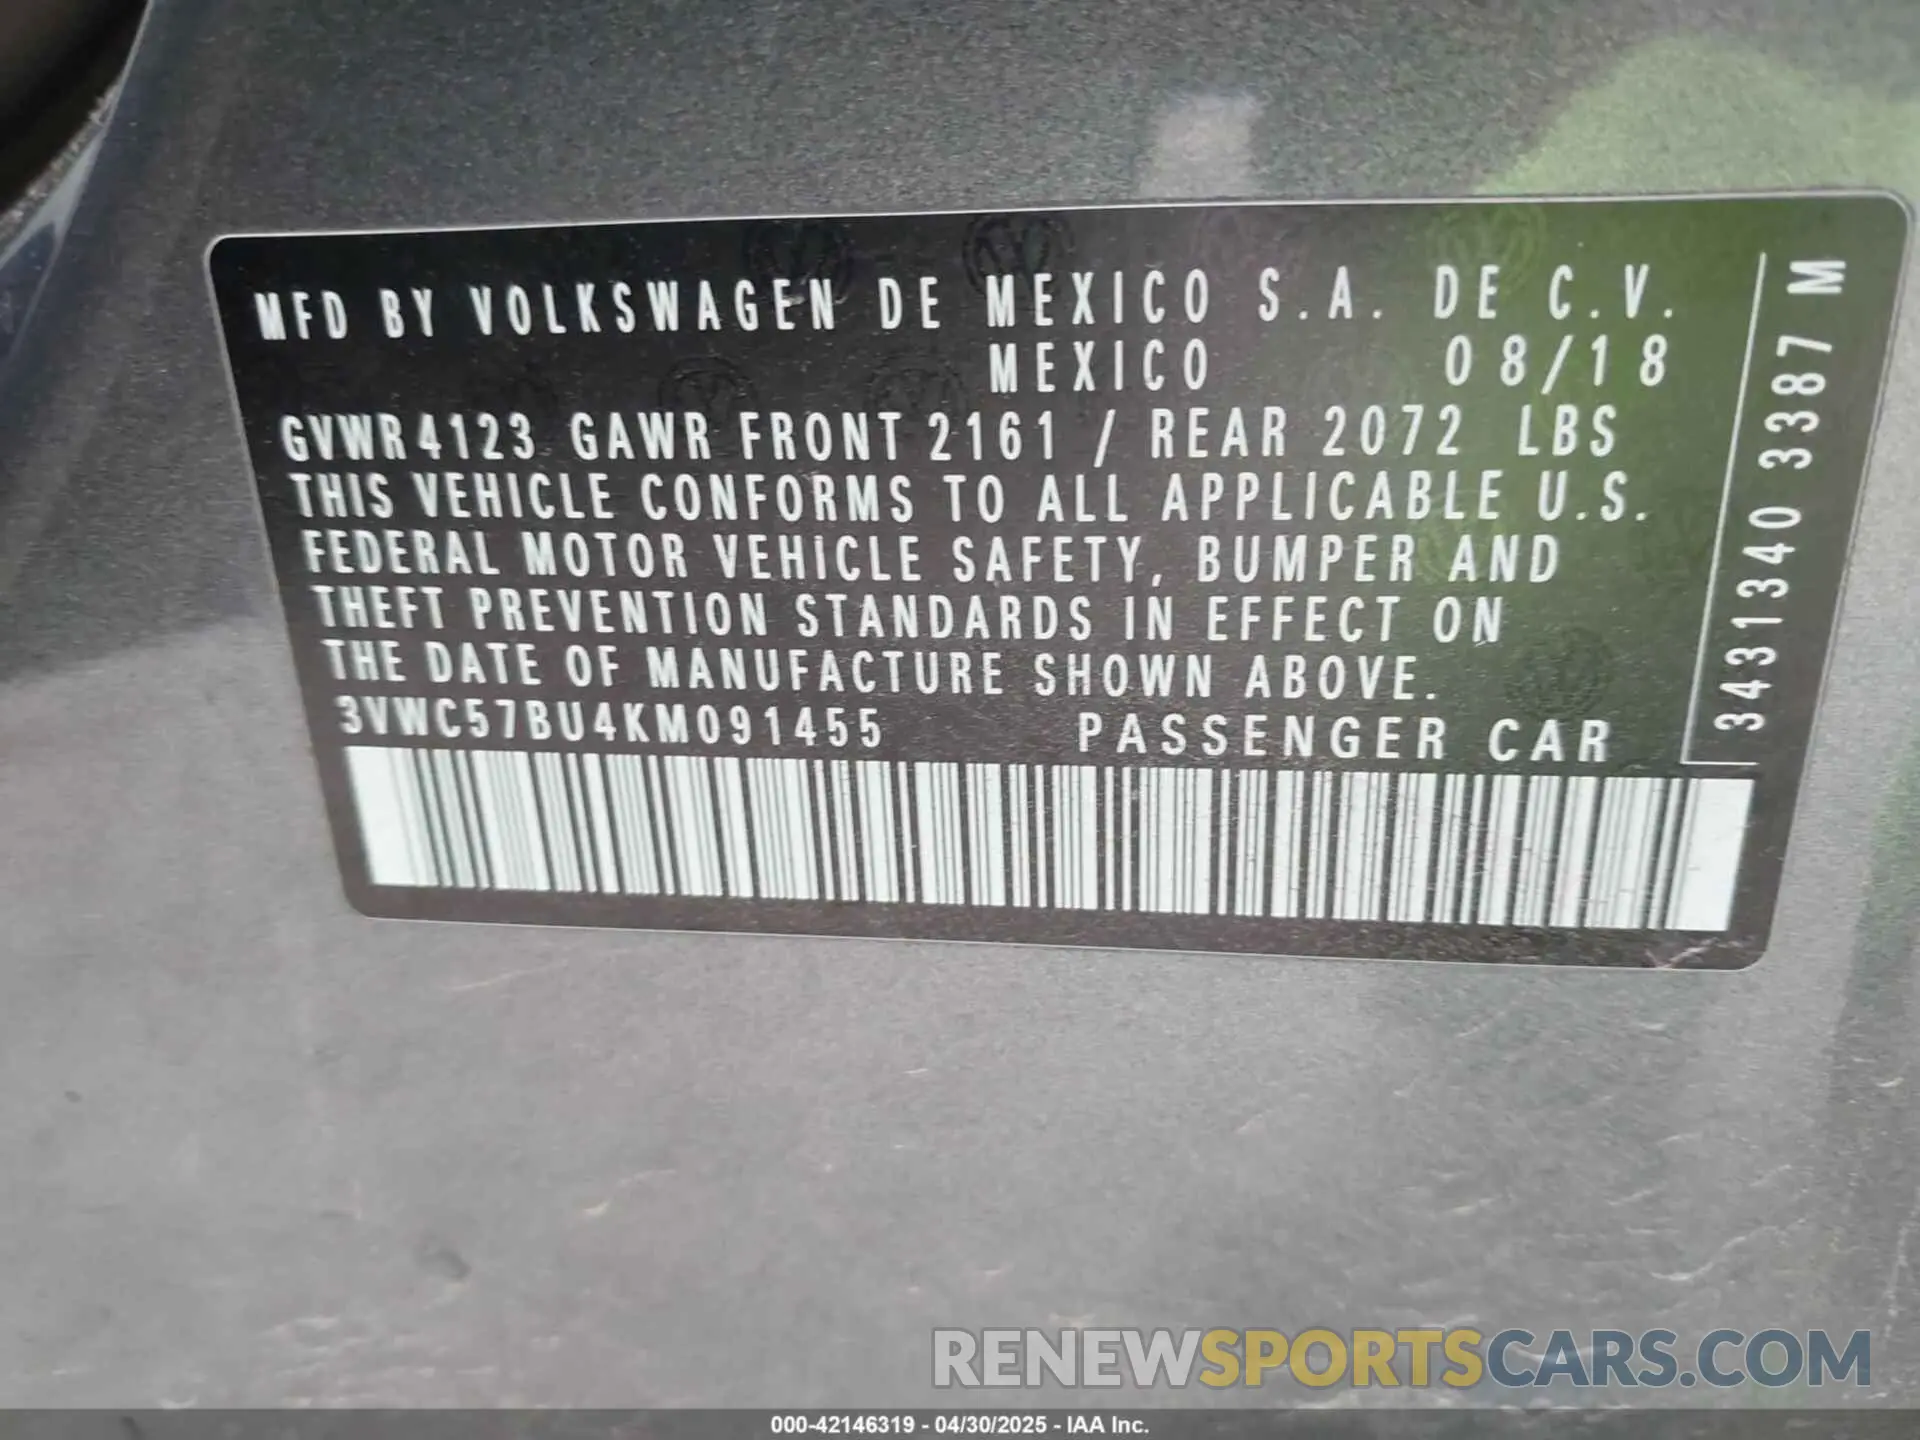 MFD BY VOLKSWAGEN DE MEXICO S.A. DE C.V.
MEXICO 08/18
GVWR 4123 GAWR FRONT 2161 / REAR 2072 LBS
THIS VEHICLE CONFORMS TO ALL APPLICABLE U.S.
FEDERAL MOTOR VEHICLE SAFETY, BUMPER AND
THEFT PREVENTION STANDARDS IN EFFECT ON
THE DATE OF MANUFACTURE SHOWN ABOVE.
3VWC57BU4KM091455 PASSENGER CAR
3431340 3387 M
RENEWSPORTSCARS.COM
000-42146319 - 04/30/2025 - IAA Inc.